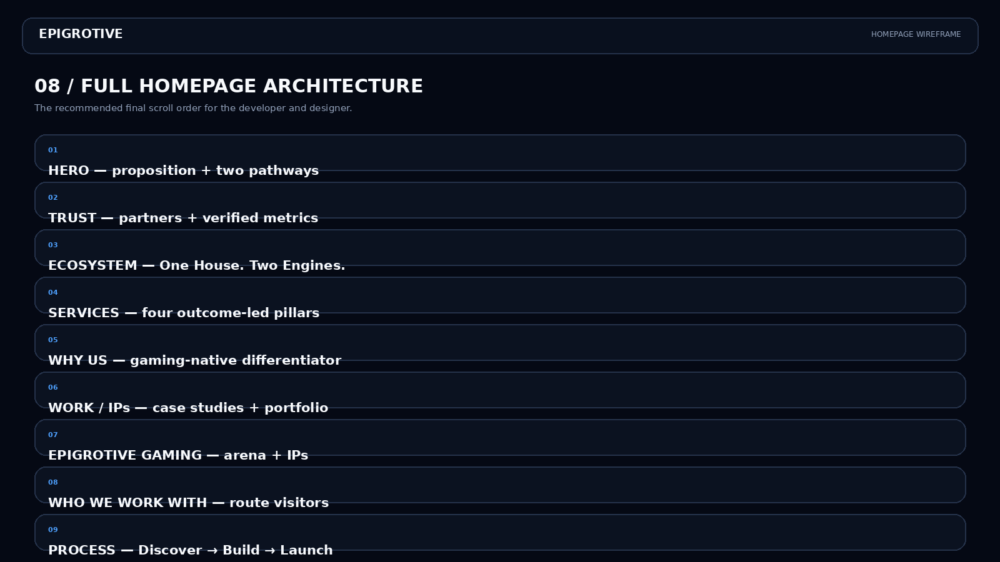 EPIGROTIVE
HOMEPAGE WIREFRAME
08 / FULL HOMEPAGE ARCHITECTURE
The recommended final scroll order for the developer and designer.
01
HERO — proposition + two pathways
02
TRUST — partners + verified metrics
03
ECOSYSTEM — One House. Two Engines.
04
SERVICES — four outcome-led pillars
05
WHY US — gaming-native differentiator
06
WORK / IPs — case studies + portfolio
07
EPIGROTIVE GAMING — arena + IPs
08
WHO WE WORK WITH — route visitors
09
PROCESS — Discover → Build → Launch